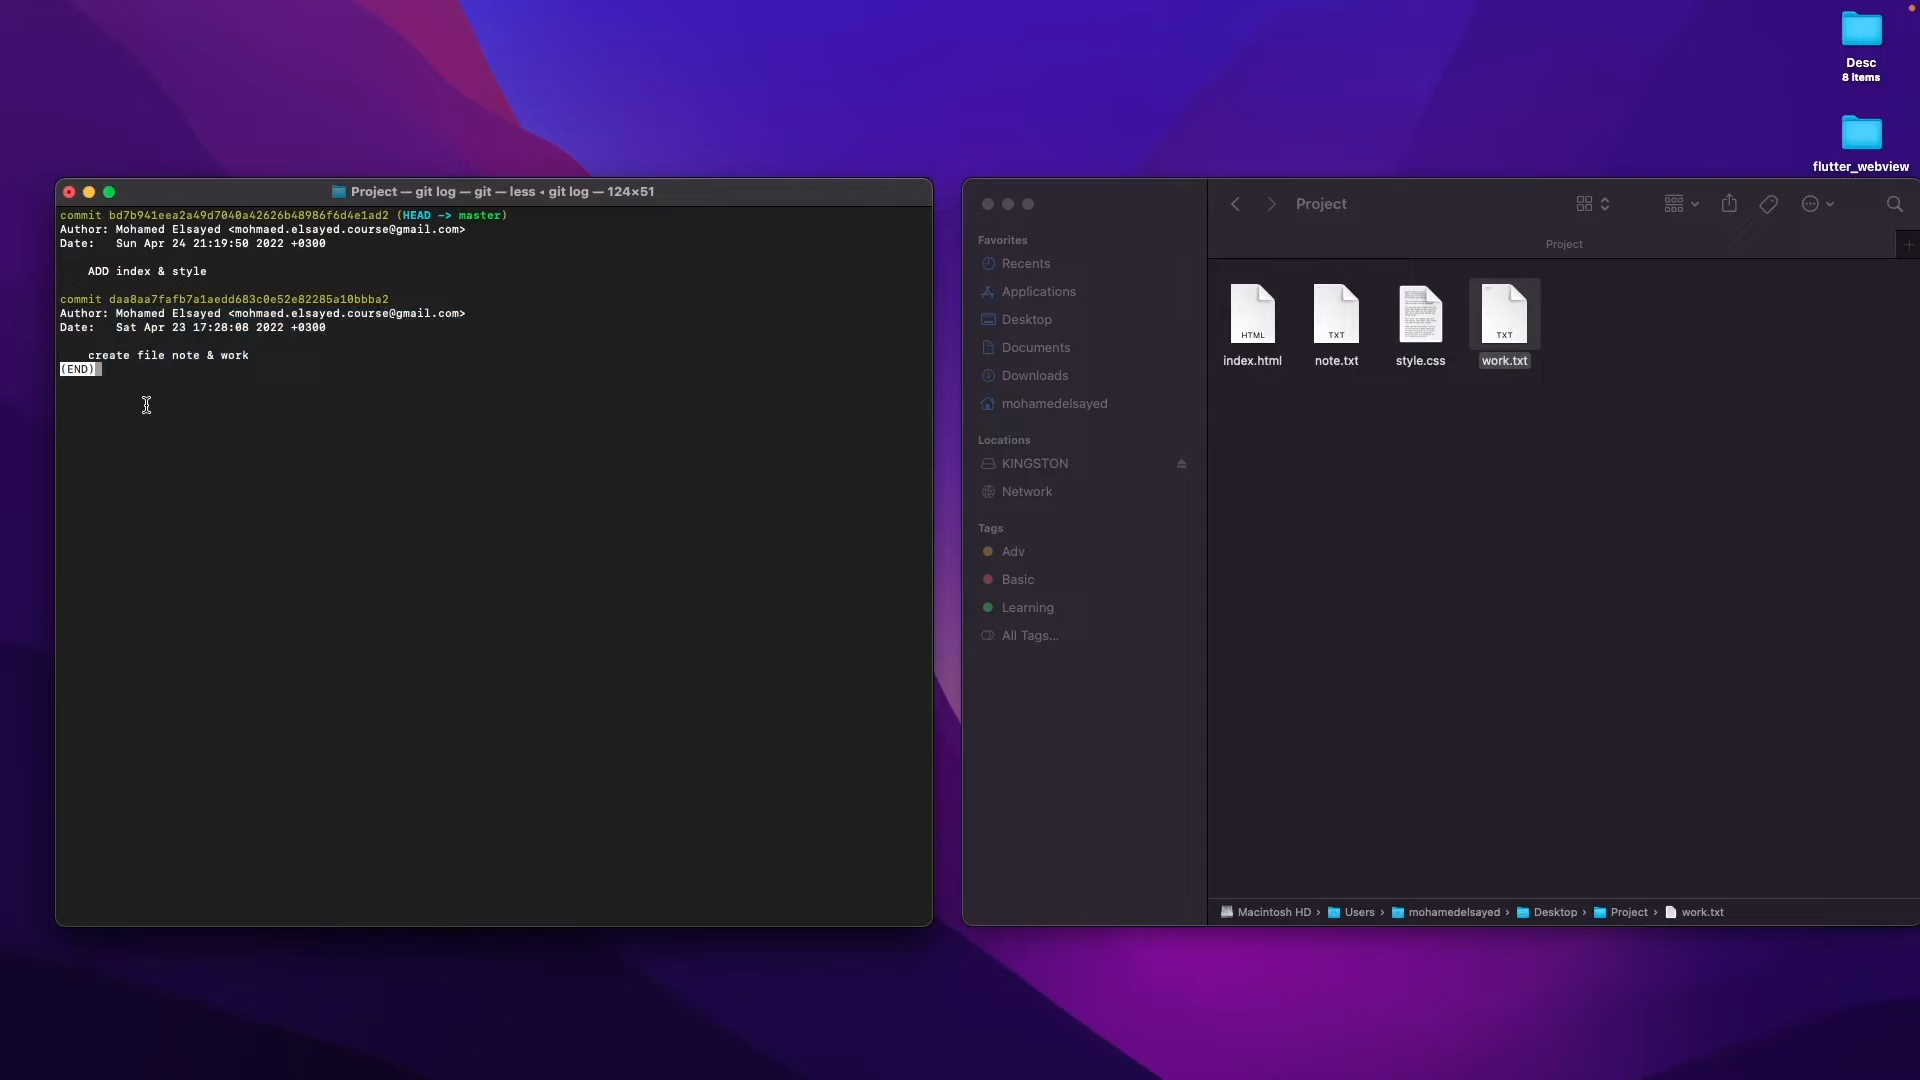 Desc
8 items
flutter_webview
Project — git log — git — less ◂ git log — 124×51
commit bd7b941eea2a49d7040a42626b48986f6d4e1ad2 (HEAD -> master)
Author: Mohamed Elsayed <mohmaed.elsayed.course@gmail.com>
Date:   Sun Apr 24 21:19:50 2022 +0300
ADD index & style
commit daa8aa7fafb7a1aedd683c0e52e82285a10bbba2
Author: Mohamed Elsayed <mohmaed.elsayed.course@gmail.com>
Date:   Sat Apr 23 17:28:08 2022 +0300
create file note & work
(END)
Project
Project
Favorites
Recents
Applications
Desktop
Documents
Downloads
mohamedelsayed
Locations
KINGSTON
Network
Tags
Adv
Basic
Learning
All Tags...
HTML
TXT
TXT
index.html
note.txt
style.css
work.txt
Macintosh HD › Users › mohamedelsayed › Desktop › Project › work.txt